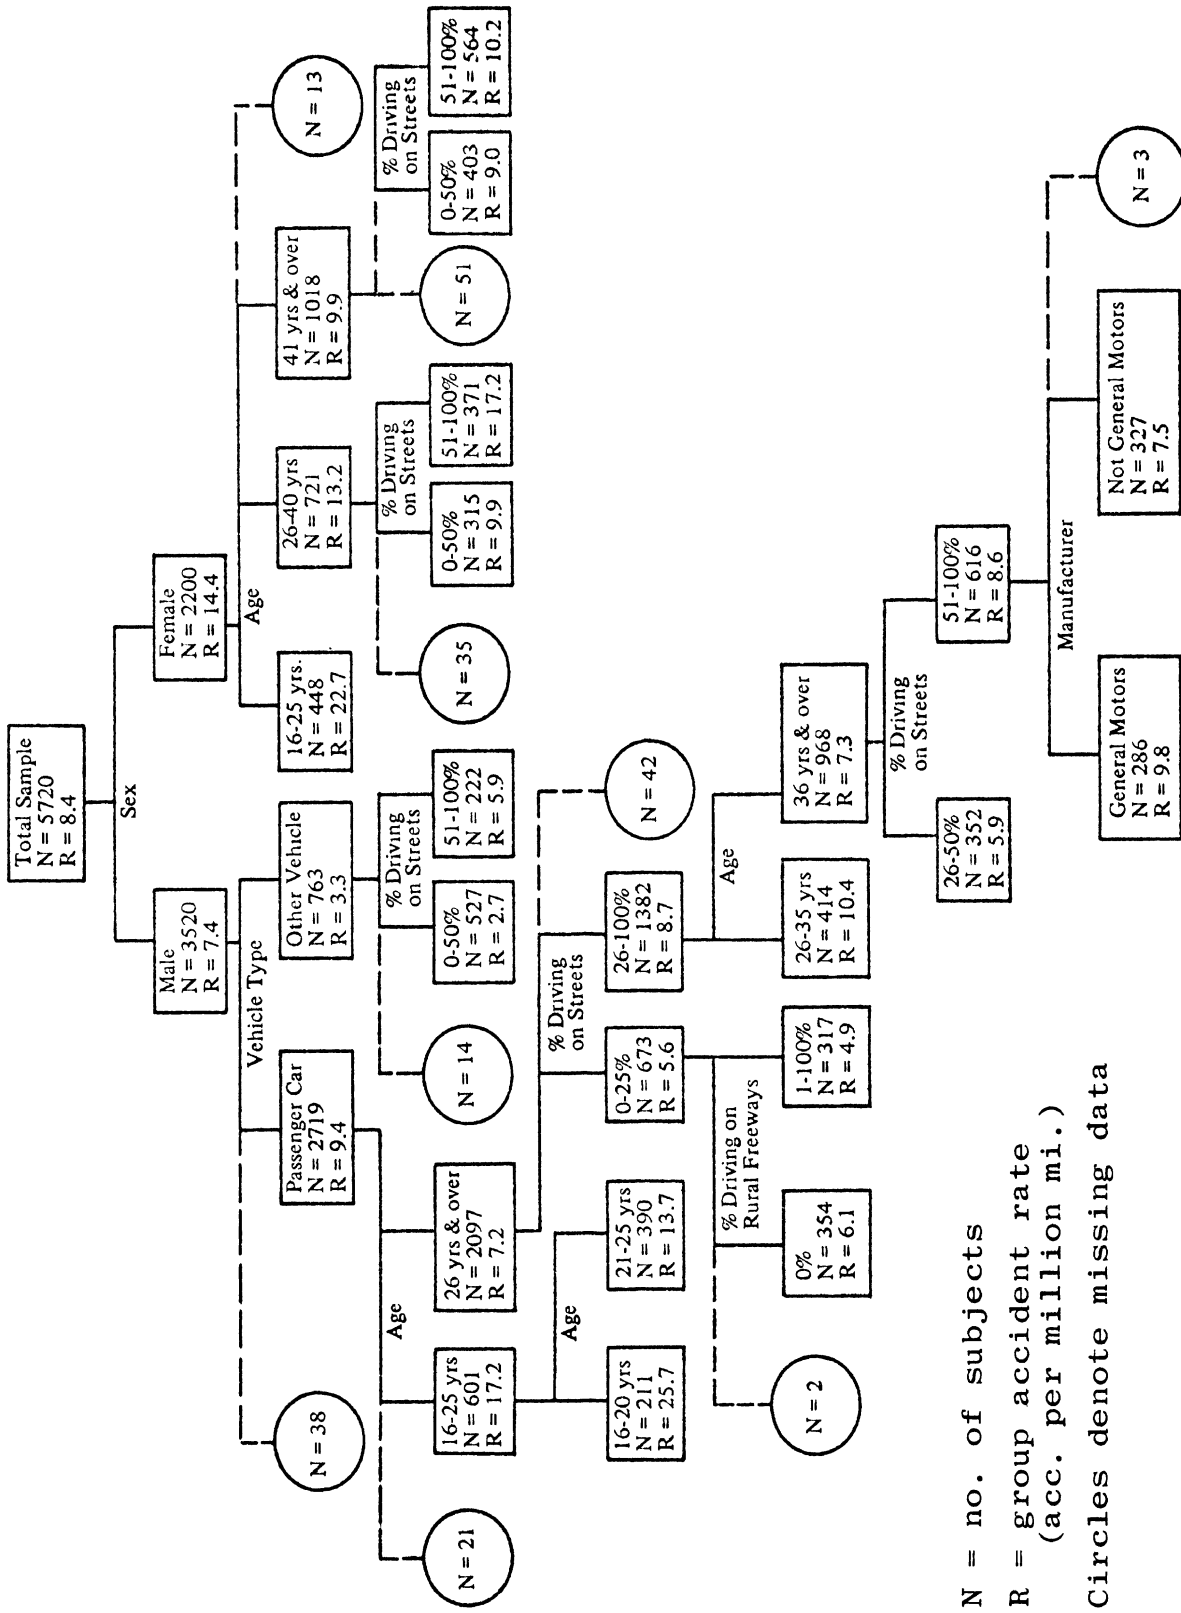 Total Sample
N = 5720
R = 8.4
Sex
Male
N = 3520
R = 7.4
Female
N = 2200
R = 14.4
Vehicle Type
Age
N = 38
Passenger Car
N = 2719
R = 9.4
Other Vehicle
N = 763
R = 3.3
16-25 yrs.
N = 448
R = 22.7
26-40 yrs
N = 721
R = 13.2
41 yrs & over
N = 1018
R = 9.9
N = 13
Age
% Driving
on Streets
% Driving
on Streets
% Driving
on Streets
N = 21
16-25 yrs
N = 601
R = 17.2
26 yrs & over
N = 2097
R = 7.2
N = 14
0-50%
N = 527
R = 2.7
51-100%
N = 222
R = 5.9
N = 35
0-50%
N = 315
R = 9.9
51-100%
N = 371
R = 17.2
N = 51
0-50%
N = 403
R = 9.0
51-100%
N = 564
R = 10.2
Age
% Driving
on Streets
16-20 yrs
N = 211
R = 25.7
21-25 yrs
N = 390
R = 13.7
0-25%
N = 673
R = 5.6
26-100%
N = 1382
R = 8.7
N = 42
% Driving on
Rural Freeways
Age
N = 2
0%
N = 354
R = 6.1
1-100%
N = 317
R = 4.9
26-35 yrs
N = 414
R = 10.4
36 yrs & over
N = 968
R = 7.3
% Driving
on Streets
26-50%
N = 352
R = 5.9
51-100%
N = 616
R = 8.6
Manufacturer
General Motors
N = 286
R = 9.8
Not General Motors
N = 327
R = 7.5
N = 3
N = no. of subjects
R = group accident rate
(acc. per million mi.)
Circles denote missing data